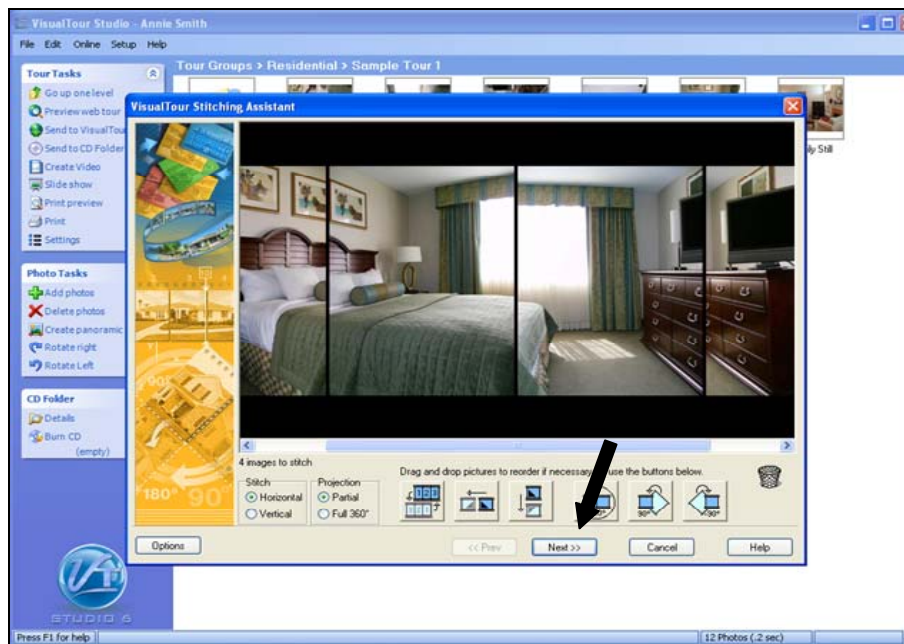 VisualTour Studio - Annie Smith
File Edit Online Setup Help
Tour Groups > Residential > Sample Tour 1
Tour Tasks
Go up one level
Preview web tour
Send to VisualTou
Send to CD Folder
Create Video
Slide show
Print preview
Print
Settings
Photo Tasks
Add photos
Delete photos
Create panoramic
Rotate right
Rotate Left
CD Folder
Details
Burn CD
(empty)
STUDIO 6
Press F1 for help
12 Photos (.2 sec)
ily Still
VisualTour Stitching Assistant
180° 90°
4 images to stitch
Drag and drop pictures to reorder if necessary, use the buttons below.
Stitch
Horizontal
Vertical
Projection
Partial
Full 360°
90°
90°
Options
<< Prev
Next >>
Cancel
Help